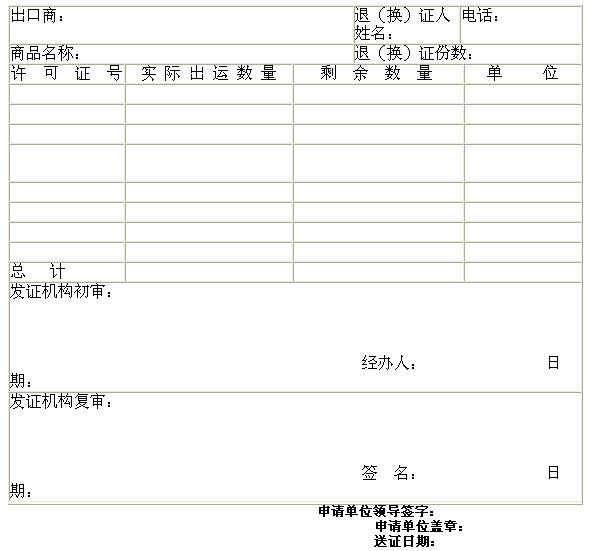 出口商： 退（换）证人 电话：
姓名：
商品名称： 退（换）证份数：
许 可 证 号 实 际 出 运 数 量 剩 余 数 量 单 位
总 计
发证机构初审：
经办人： 日
期：
发证机构复审：
签 名： 日
期：
申请单位领导签字：
申请单位盖章：
送证日期：